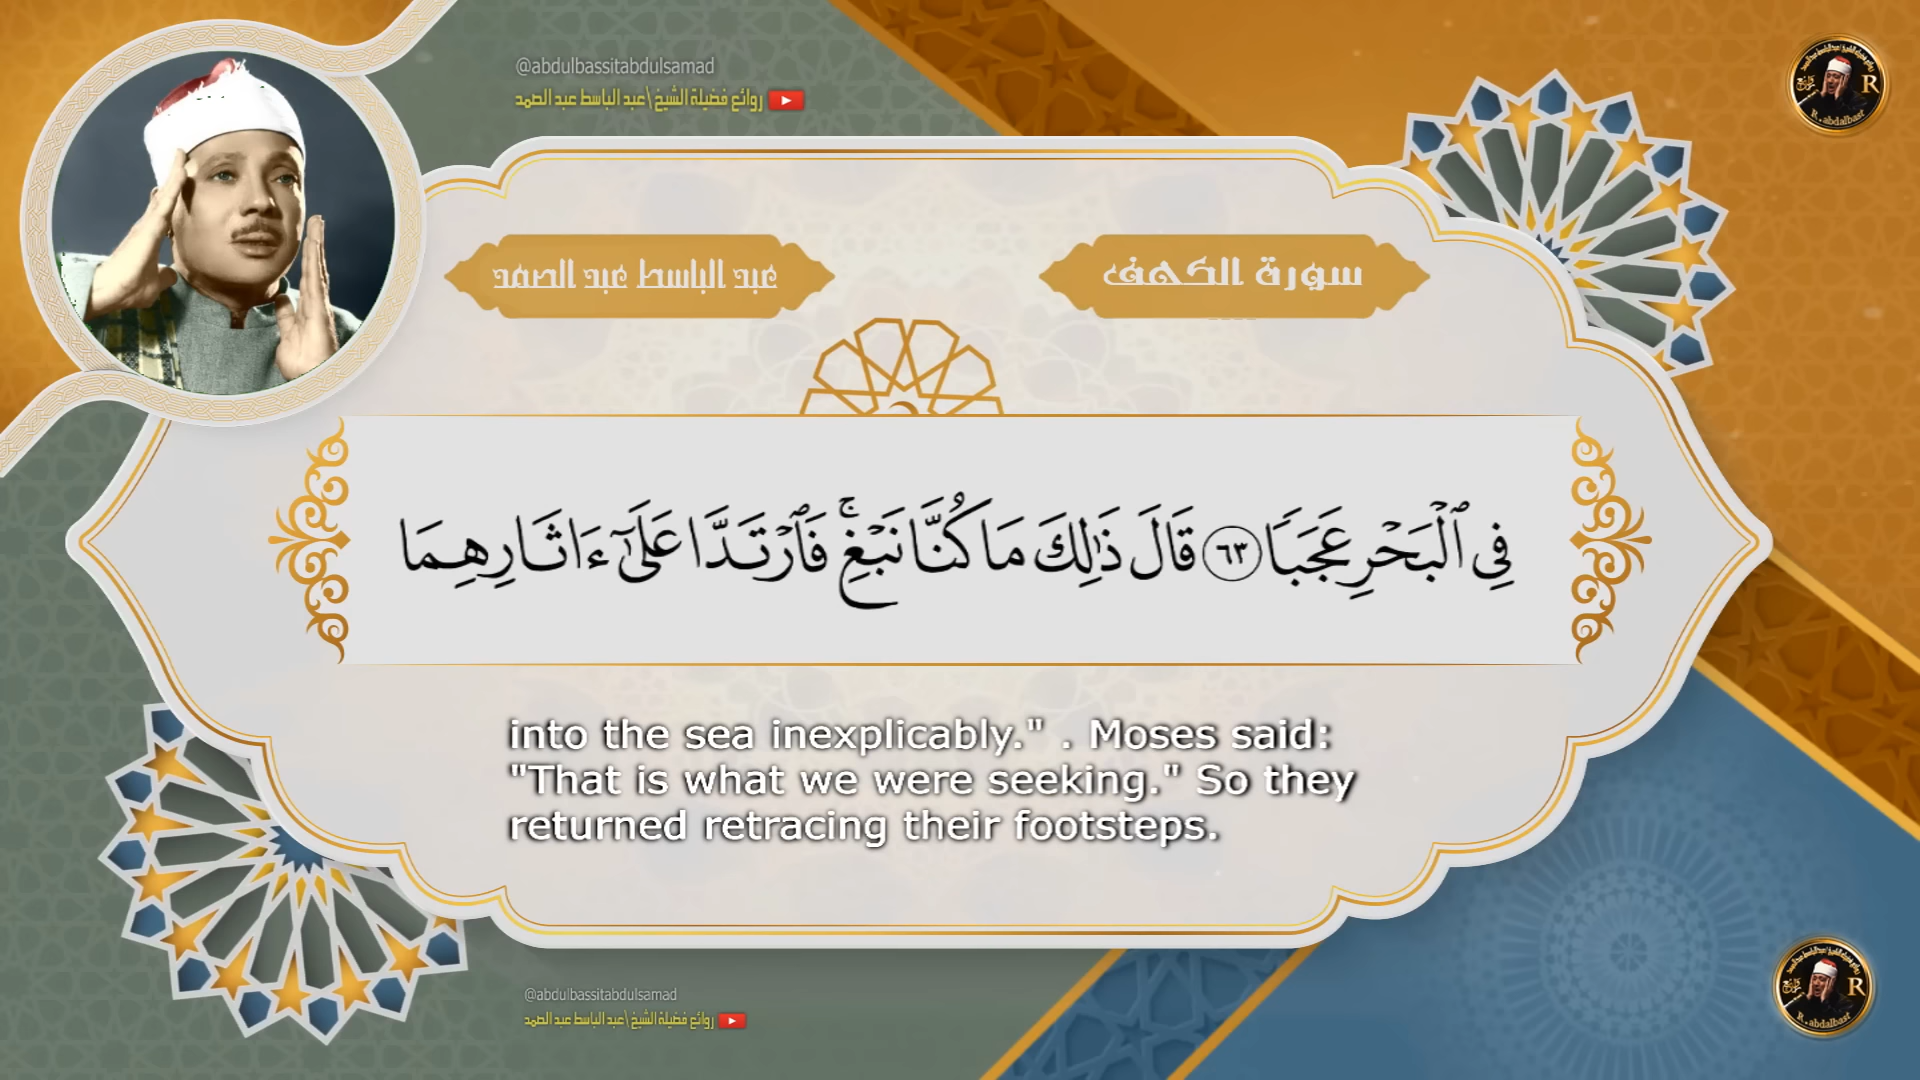 @abdulbassitabdulsamad
روائع فضيلة الشيخ \ عبد الباسط عبد الصمد
R
R.abdalbast
سورة الكهف
عبد الباسط عبد الصمد
فِي ٱلْبَحْرِ عَجَبًا ٦٣ قَالَ ذَٰلِكَ مَا كُنَّا نَبْغِ ۚ فَٱرْتَدَّا عَلَىٰٓ ءَاثَارِهِمَا
into the sea inexplicably." . Moses said:
"That is what we were seeking." So they
returned retracing their footsteps.
@abdulbassitabdulsamad
روائع فضيلة الشيخ \ عبد الباسط عبد الصمد
R
R.abdalbast